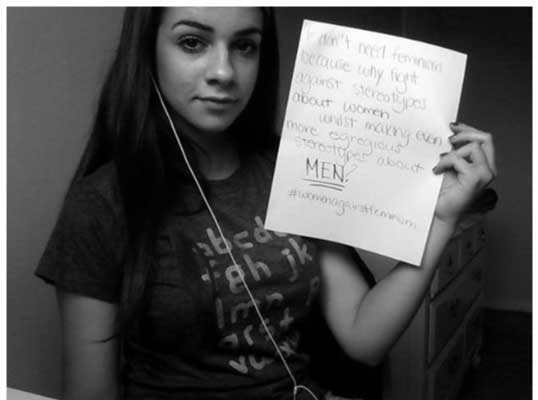 I don't need feminism
because why fight
against stereotypes
about women
whilst making even
more egregious
stereotypes about
MEN?
#womenagainstfeminism
abcde
fgh jk
lmn
qrst
vw